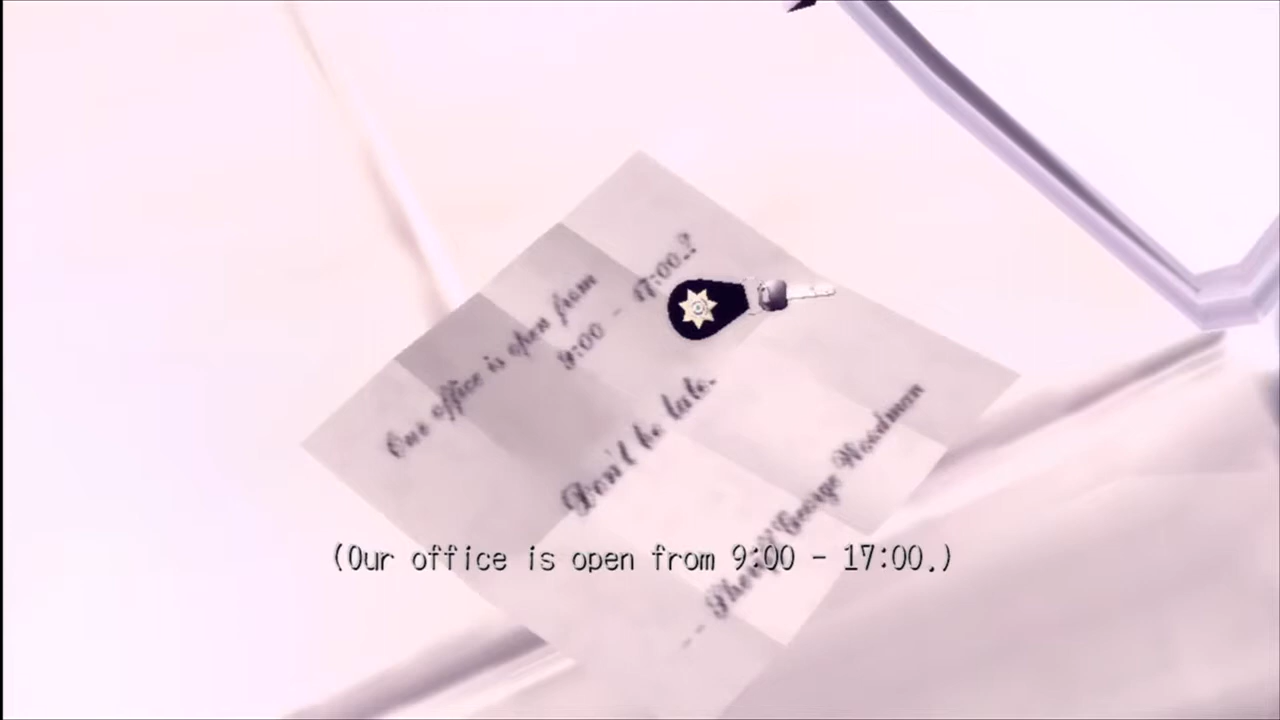 Our office is open from
9:00 - 17:00.
Don't be late.
-- Sheriff George Woodman
(Our office is open from 9:00 - 17:00.)